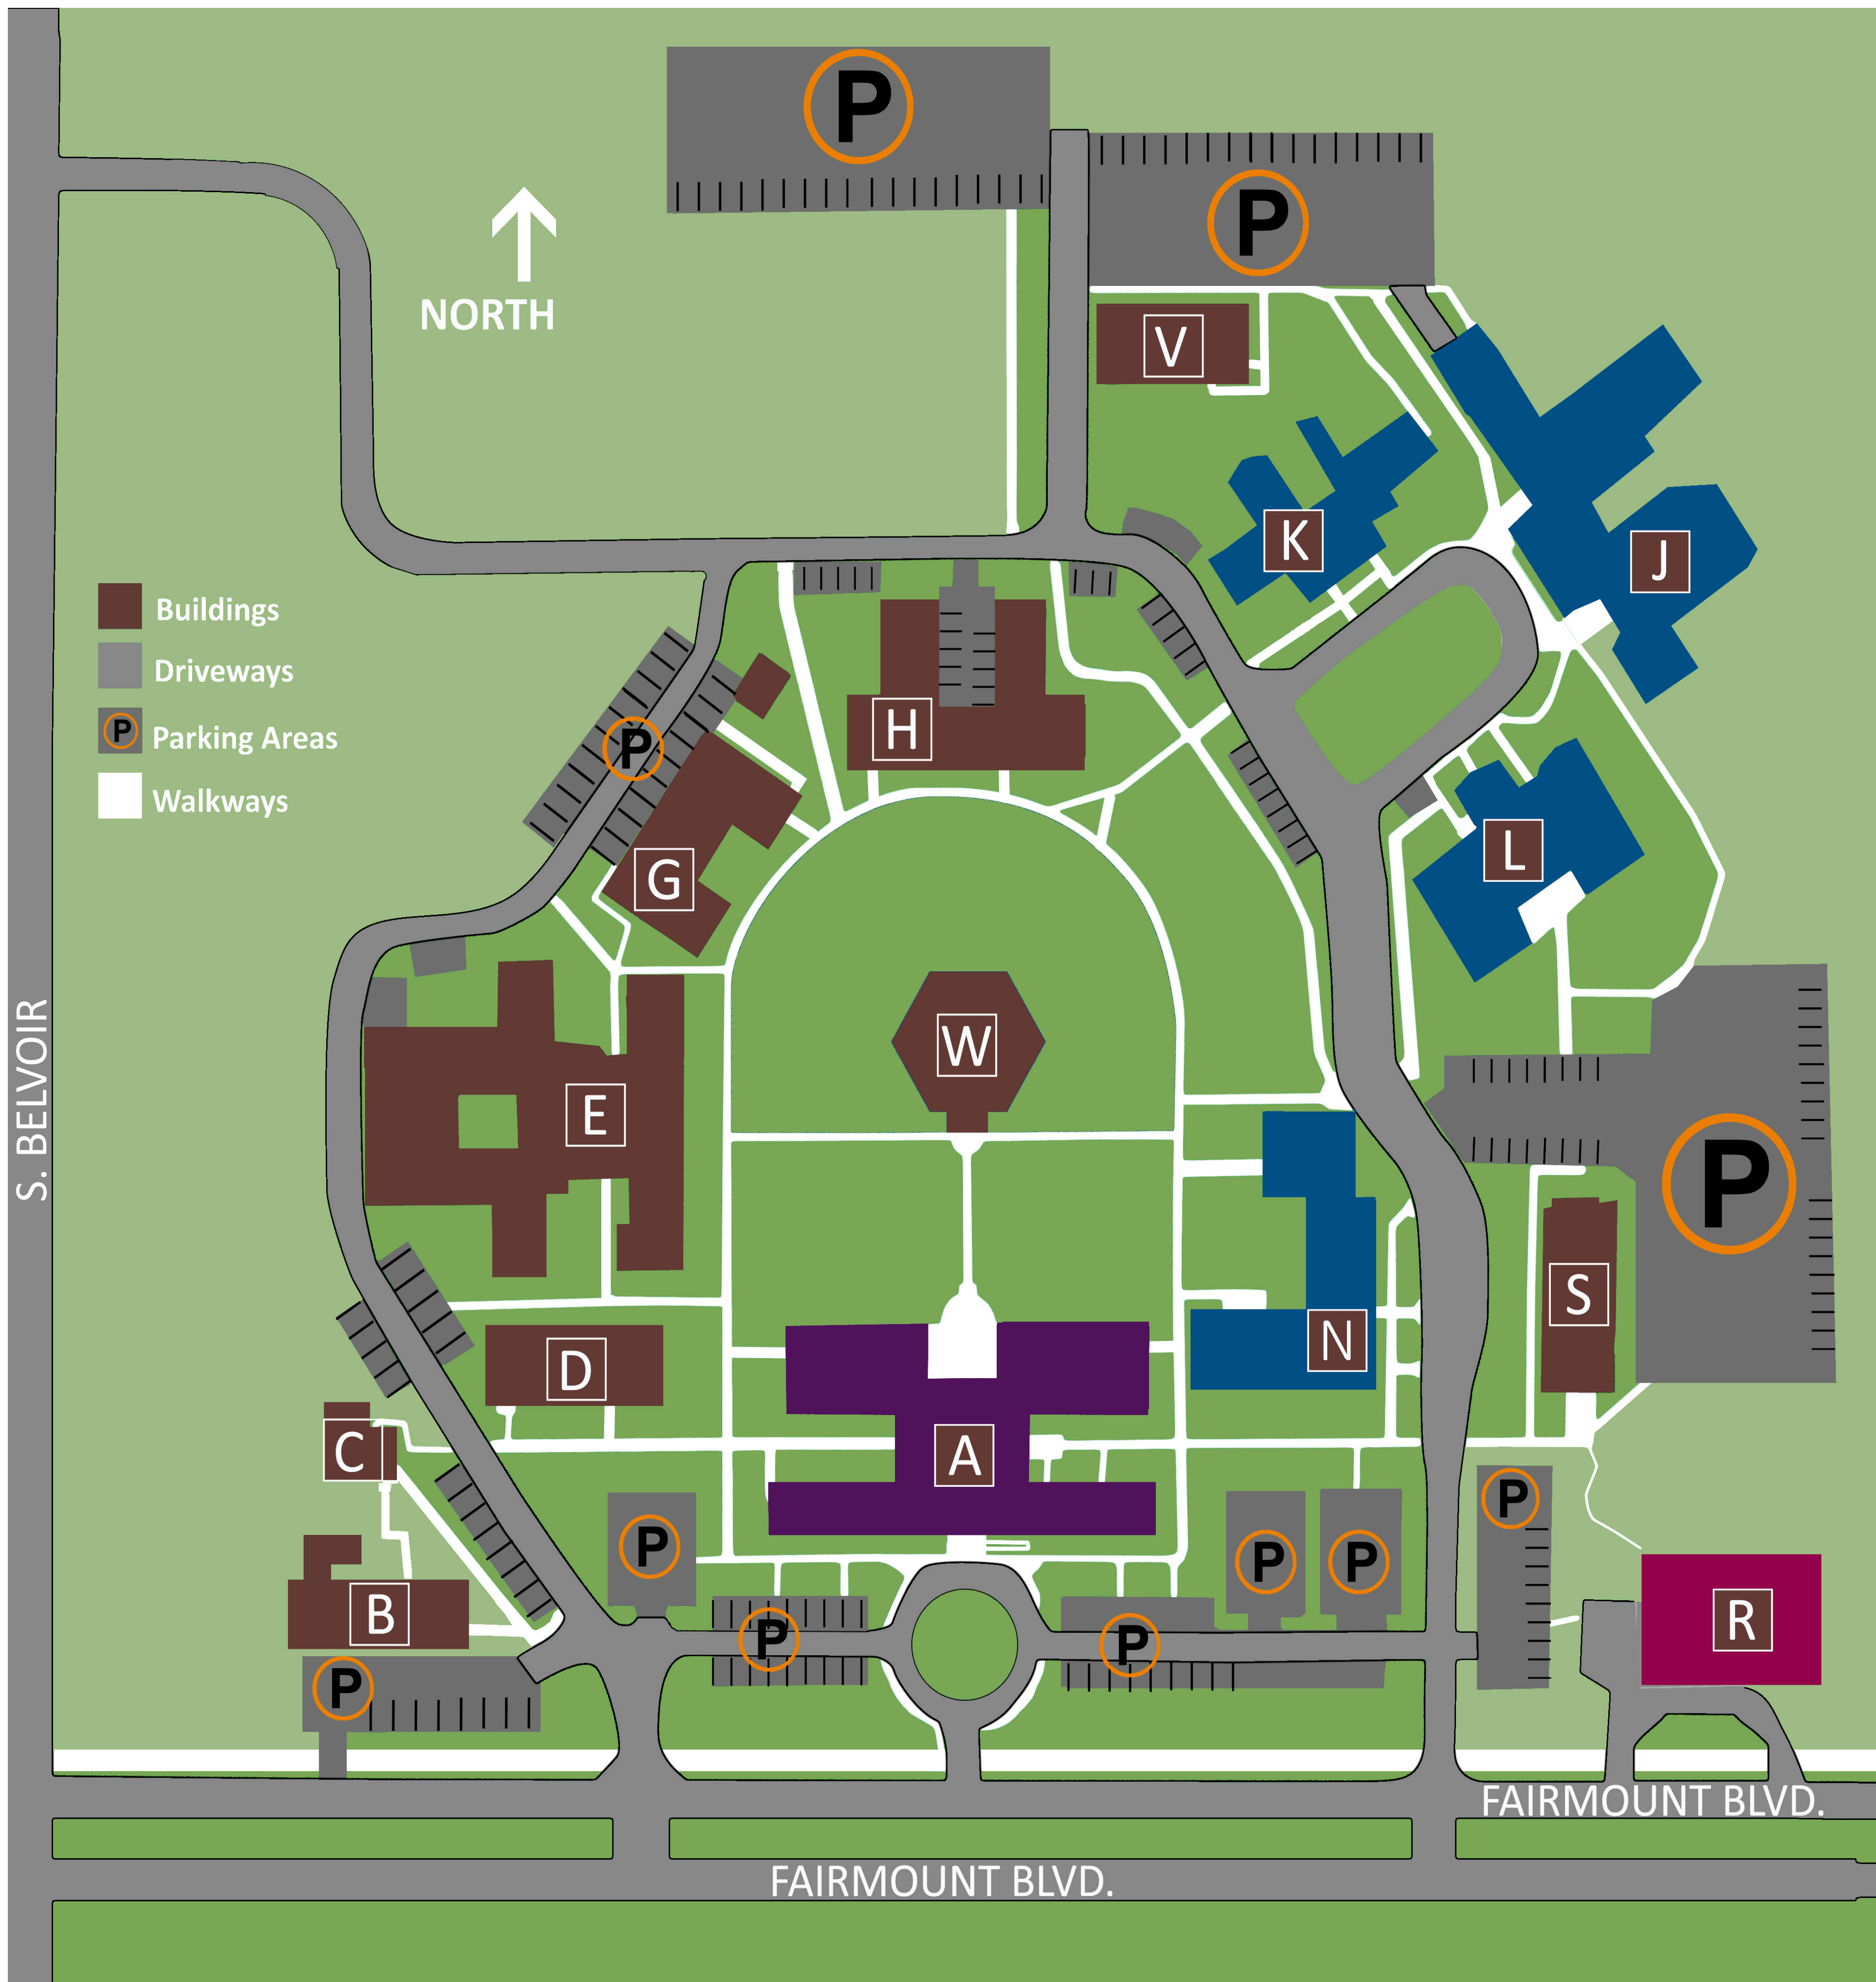 P
P
NORTH
V
K
J
Buildings
Driveways
P Parking Areas
Walkways
P
H
L
G
W
E
S. BELVOIR
P
S
N
D
A
C
P
P
P
P
B
R
P
P
P
FAIRMOUNT BLVD.
FAIRMOUNT BLVD.